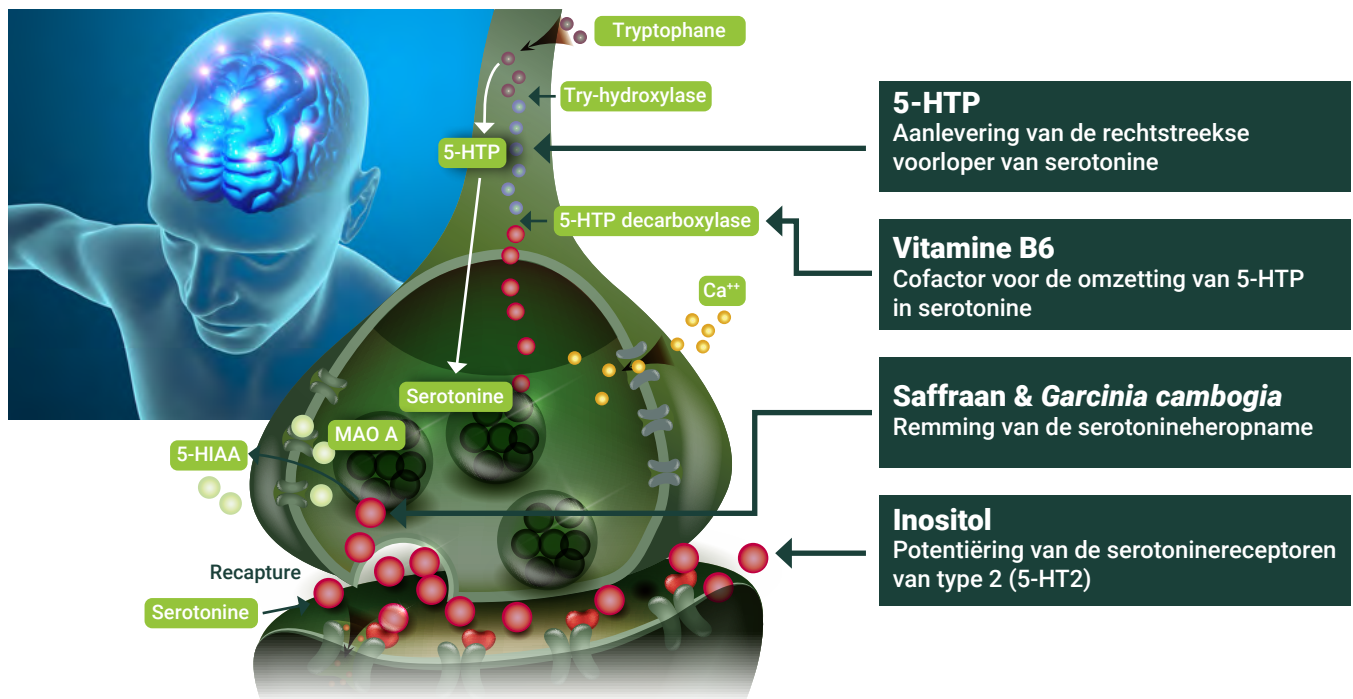 Tryptophane
Try-hydroxylase
5-HTP
5-HTP decarboxylase
Ca⁺⁺
Serotonine
MAO A
5-HIAA
Recapture
Serotonine
5-HTP
Aanlevering van de rechtstreekse
voorloper van serotonine
Vitamine B6
Cofactor voor de omzetting van 5-HTP
in serotonine
Saffraan & Garcinia cambogia
Remming van de serotonineheropname
Inositol
Potentiëring van de serotoninereceptoren
van type 2 (5-HT2)